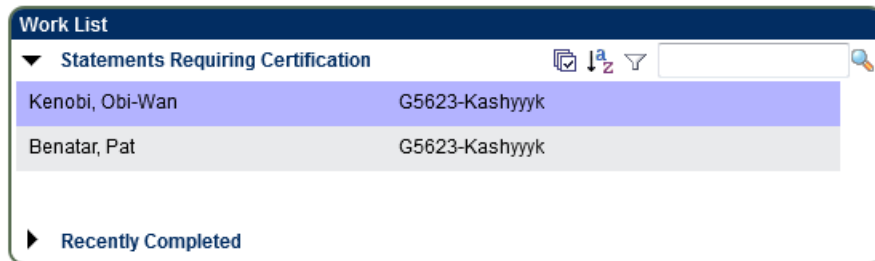 Work List
Statements Requiring Certification
Kenobi, Obi-Wan G5623-Kashyyyk
Benatar, Pat G5623-Kashyyyk
Recently Completed